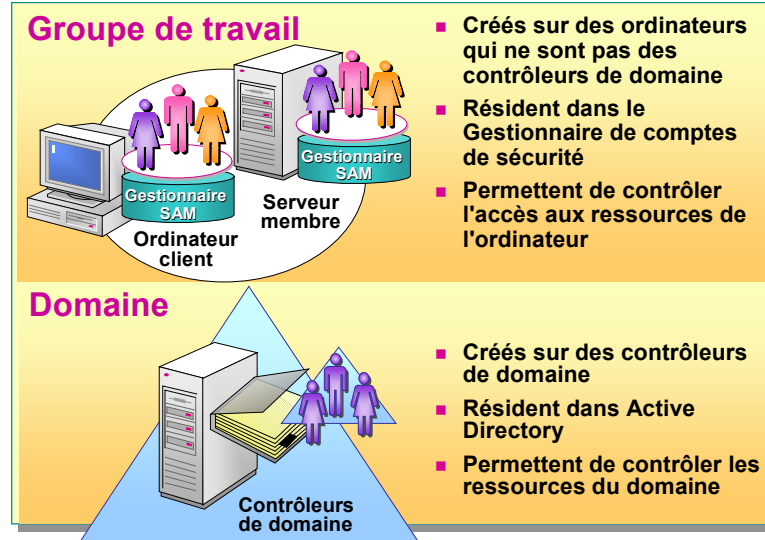 Groupe de travail
Gestionnaire
SAM
Gestionnaire
SAM
Serveur
membre
Ordinateur
client
■ Créés sur des ordinateurs
qui ne sont pas des
contrôleurs de domaine
■ Résident dans le
Gestionnaire de comptes
de sécurité
■ Permettent de contrôler
l'accès aux ressources de
l'ordinateur
Domaine
Contrôleurs
de domaine
■ Créés sur des contrôleurs
de domaine
■ Résident dans Active
Directory
■ Permettent de contrôler les
ressources du domaine